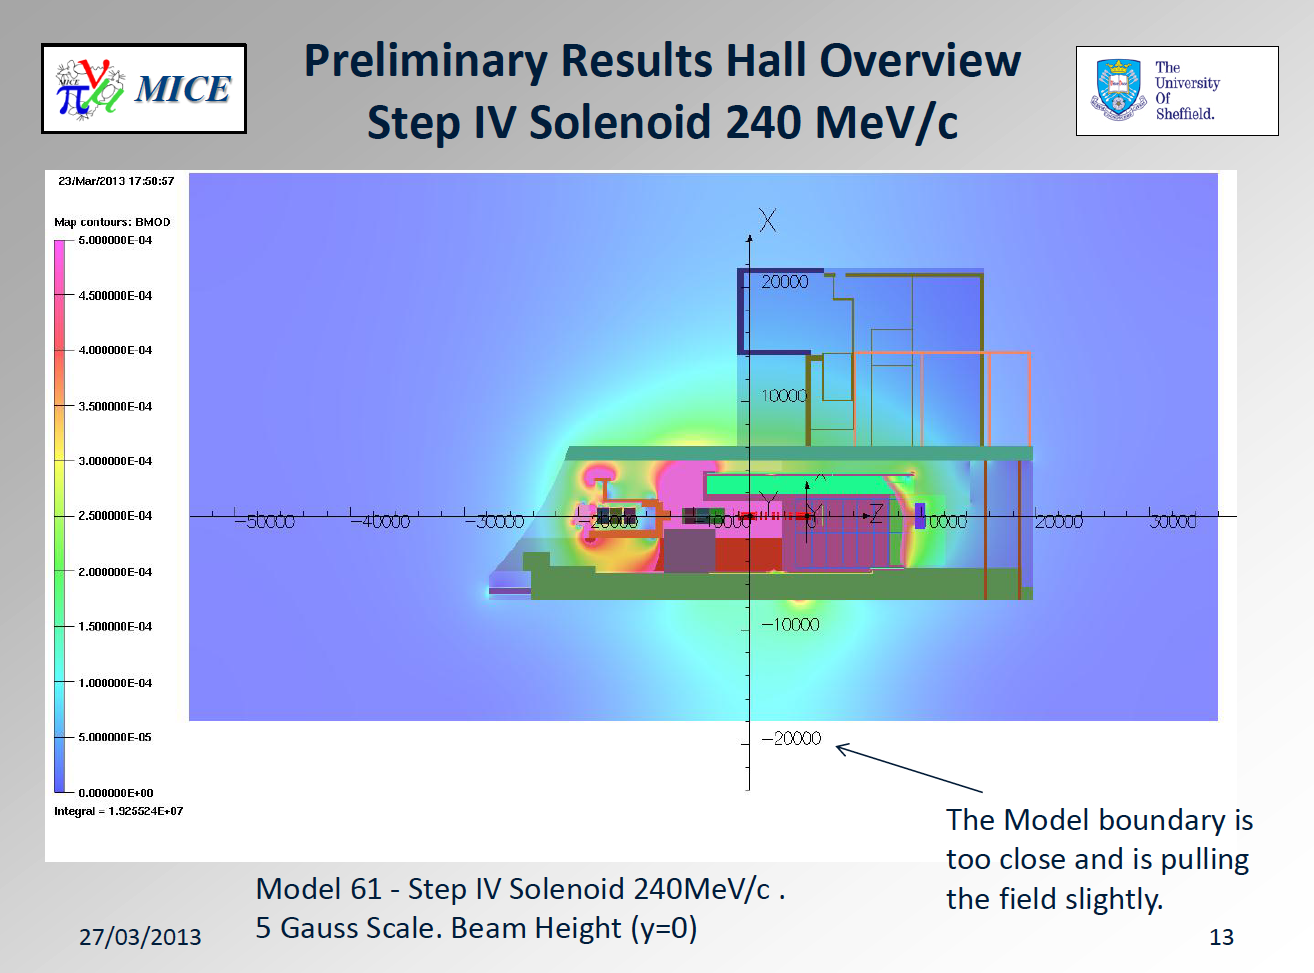 Preliminary Results Hall Overview
Step IV Solenoid 240 MeV/c
MICE
MICE
The
University
Of
Sheffield.
23/Mar/2013 17:50:57
Map contours: BMOD
5.000000E-04
4.500000E-04
4.000000E-04
3.500000E-04
3.000000E-04
2.500000E-04
2.000000E-04
1.500000E-04
1.000000E-04
5.000000E-05
0.000000E+00
Integral = 1.925524E+07
X
20000
10000
X
Y
Y
Z
-50000
-40000
-30000
-20000
-10000
0
10000
20000
30000
-10000
-20000
The Model boundary is
too close and is pulling
the field slightly.
Model 61 - Step IV Solenoid 240MeV/c .
5 Gauss Scale. Beam Height (y=0)
27/03/2013
13